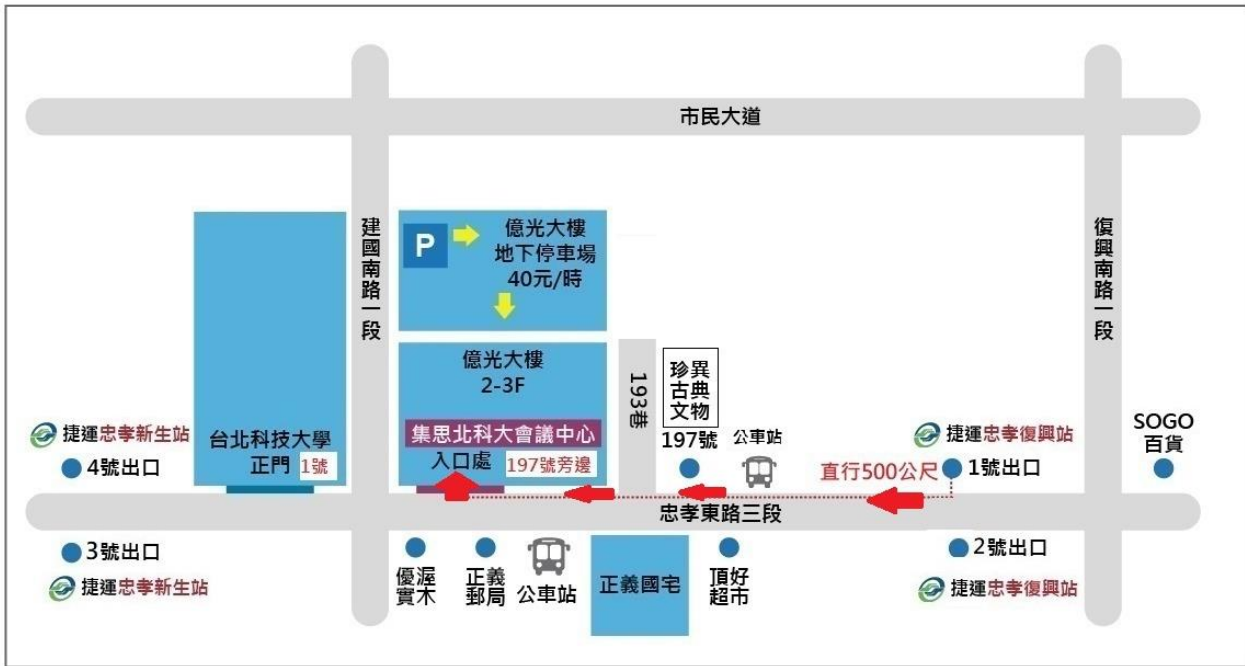 市民大道
建國南路一段
復興南路一段
P
億光大樓
地下停車場
40元/時
億光大樓
2-3F
集思北科大會議中心
入口處
197號旁邊
台北科技大學
正門
1號
捷運忠孝新生站
4號出口
193巷
珍異
古典
文物
197號
公車站
捷運忠孝復興站
1號出口
直行500公尺
SOGO
百貨
忠孝東路三段
3號出口
捷運忠孝新生站
優渥
實木
正義
郵局
公車站
正義國宅
頂好
超市
2號出口
捷運忠孝復興站